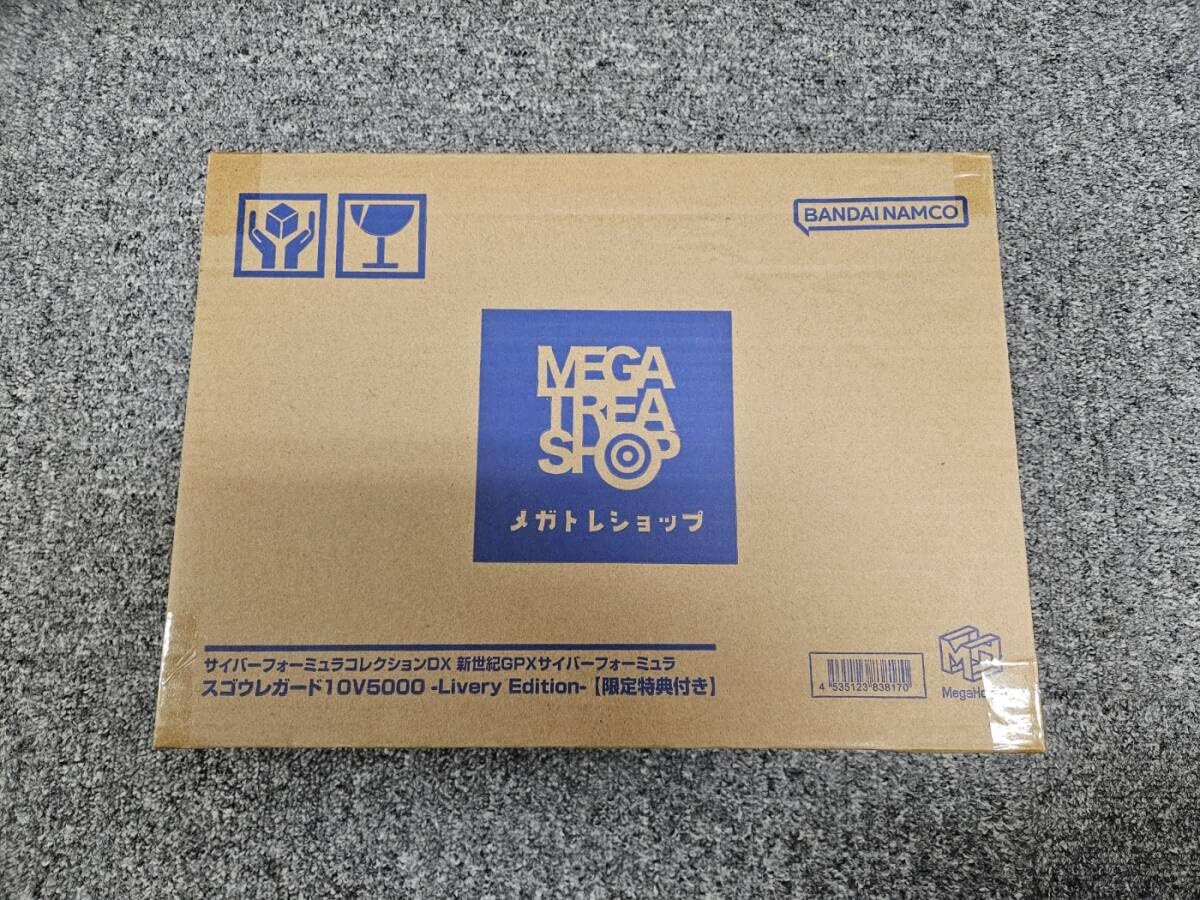 BANDAI NAMCO
MEGA
TREA
SHOP
メガトレショップ
サイバーフォーミュラコレクションDX 新世紀GPXサイバーフォーミュラ
スゴウレガード10V5000 -Livery Edition-【限定特典付き】
4 535123 838170